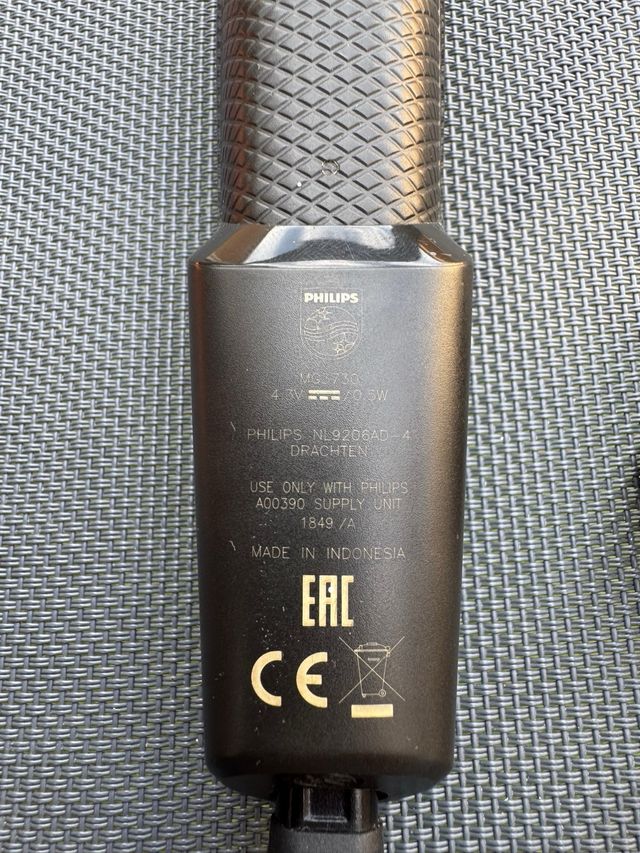 PHILIPS
4.3V ⎓ /0.5W
PHILIPS NL9206AD-4
DRACHTEN
USE ONLY WITH PHILIPS
A00390 SUPPLY UNIT
1849 /A
MADE IN INDONESIA
EAC
CE